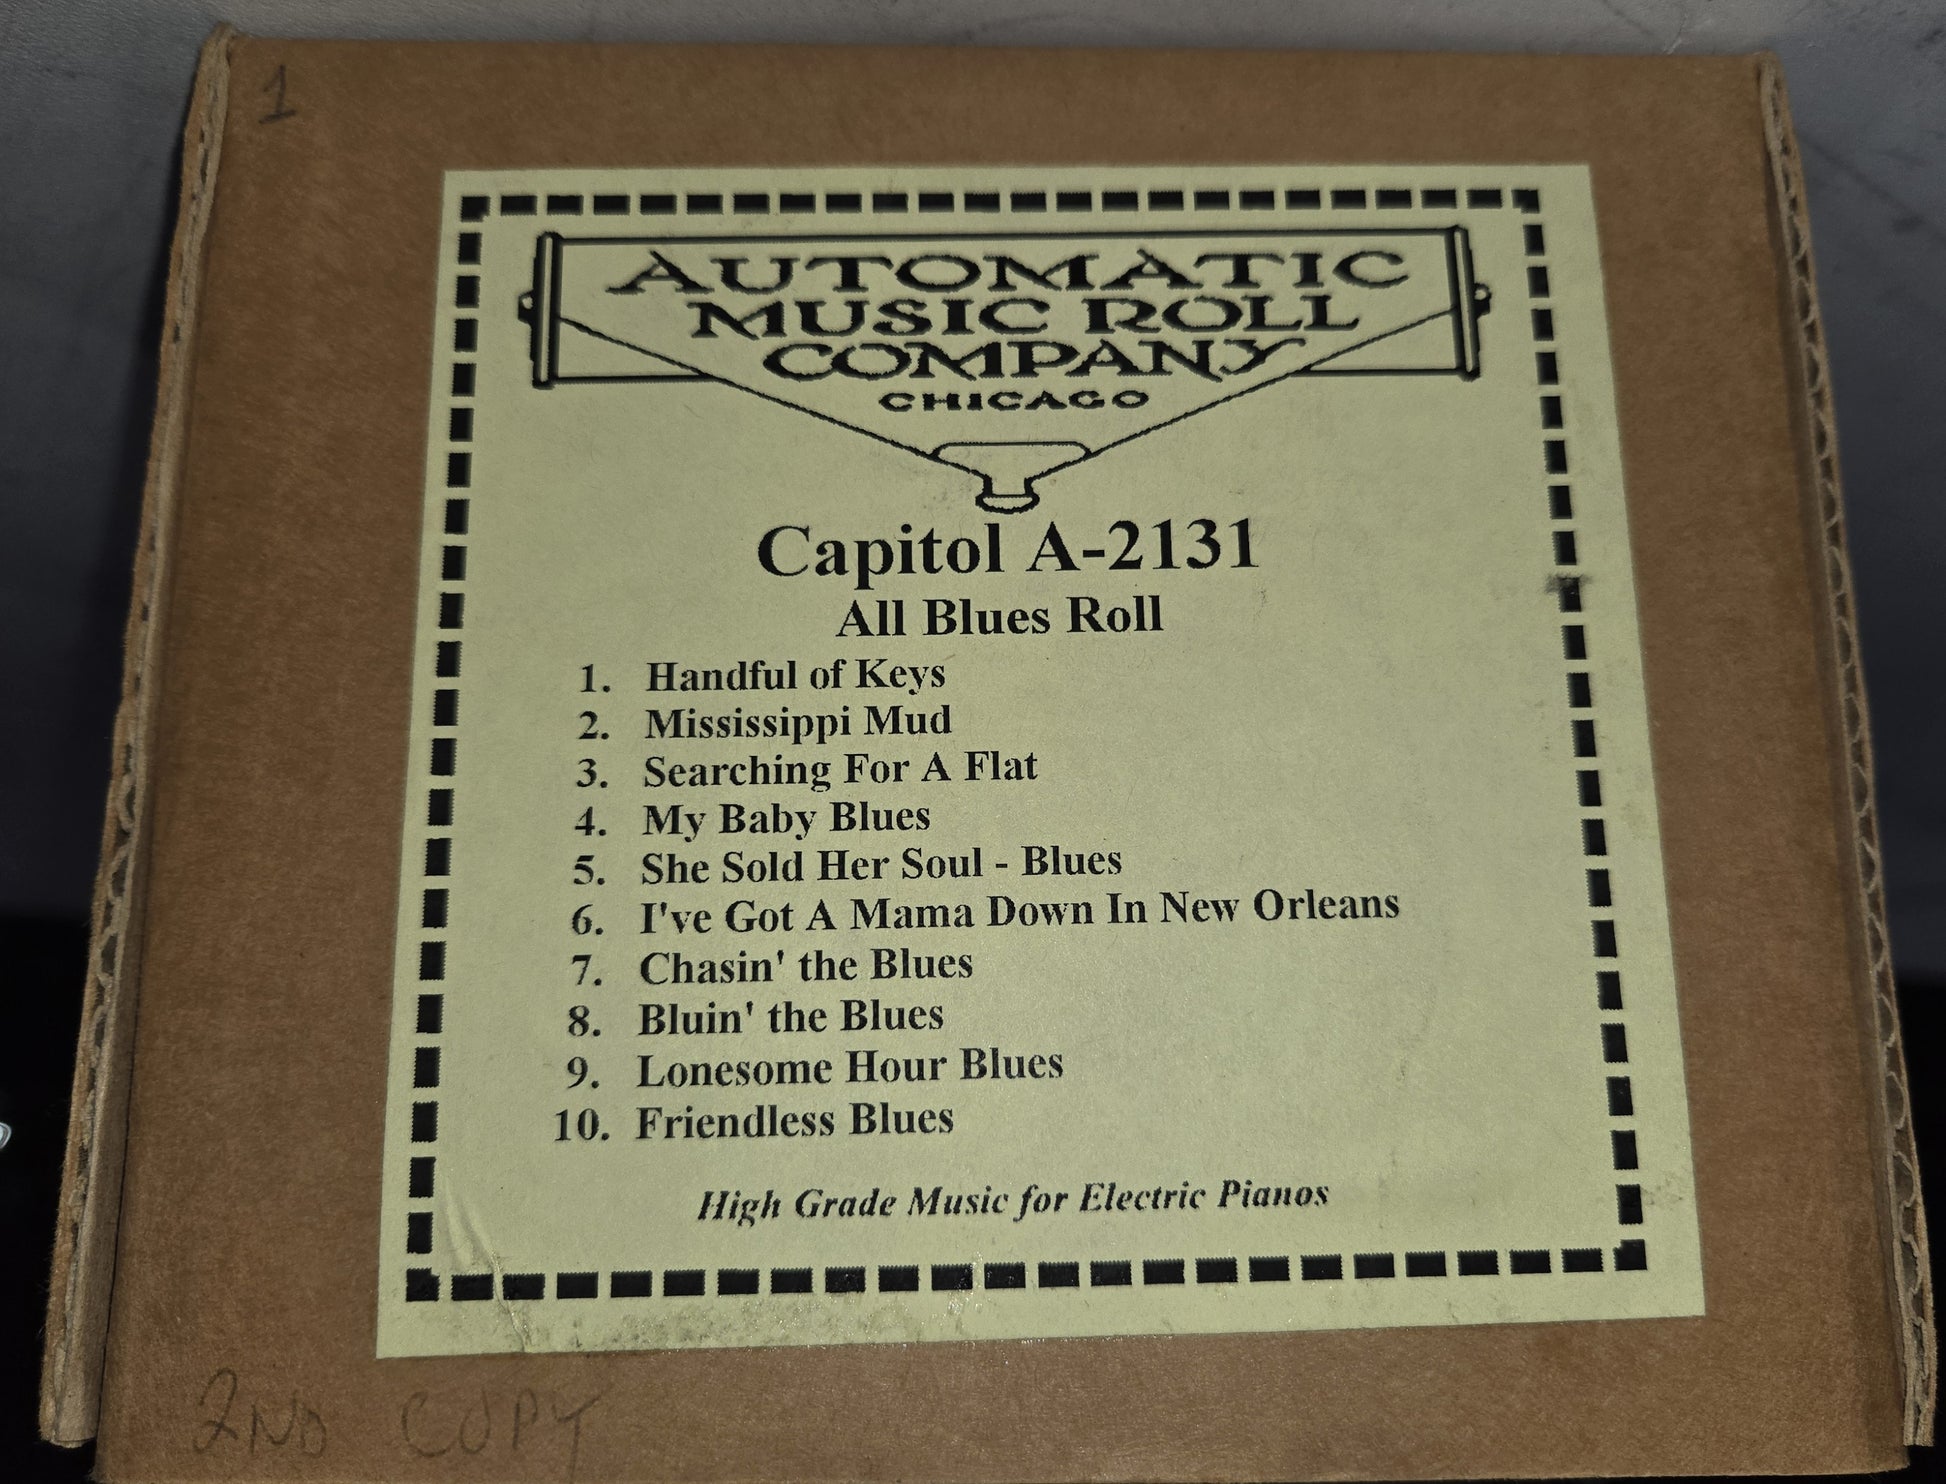 1
AUTOMATIC
MUSIC ROLL
COMPANY
CHICAGO
Capitol A-2131
All Blues Roll
1. Handful of Keys
2. Mississippi Mud
3. Searching For A Flat
4. My Baby Blues
5. She Sold Her Soul - Blues
6. I've Got A Mama Down In New Orleans
7. Chasin' the Blues
8. Bluin' the Blues
9. Lonesome Hour Blues
10. Friendless Blues
High Grade Music for Electric Pianos
2ND COPY